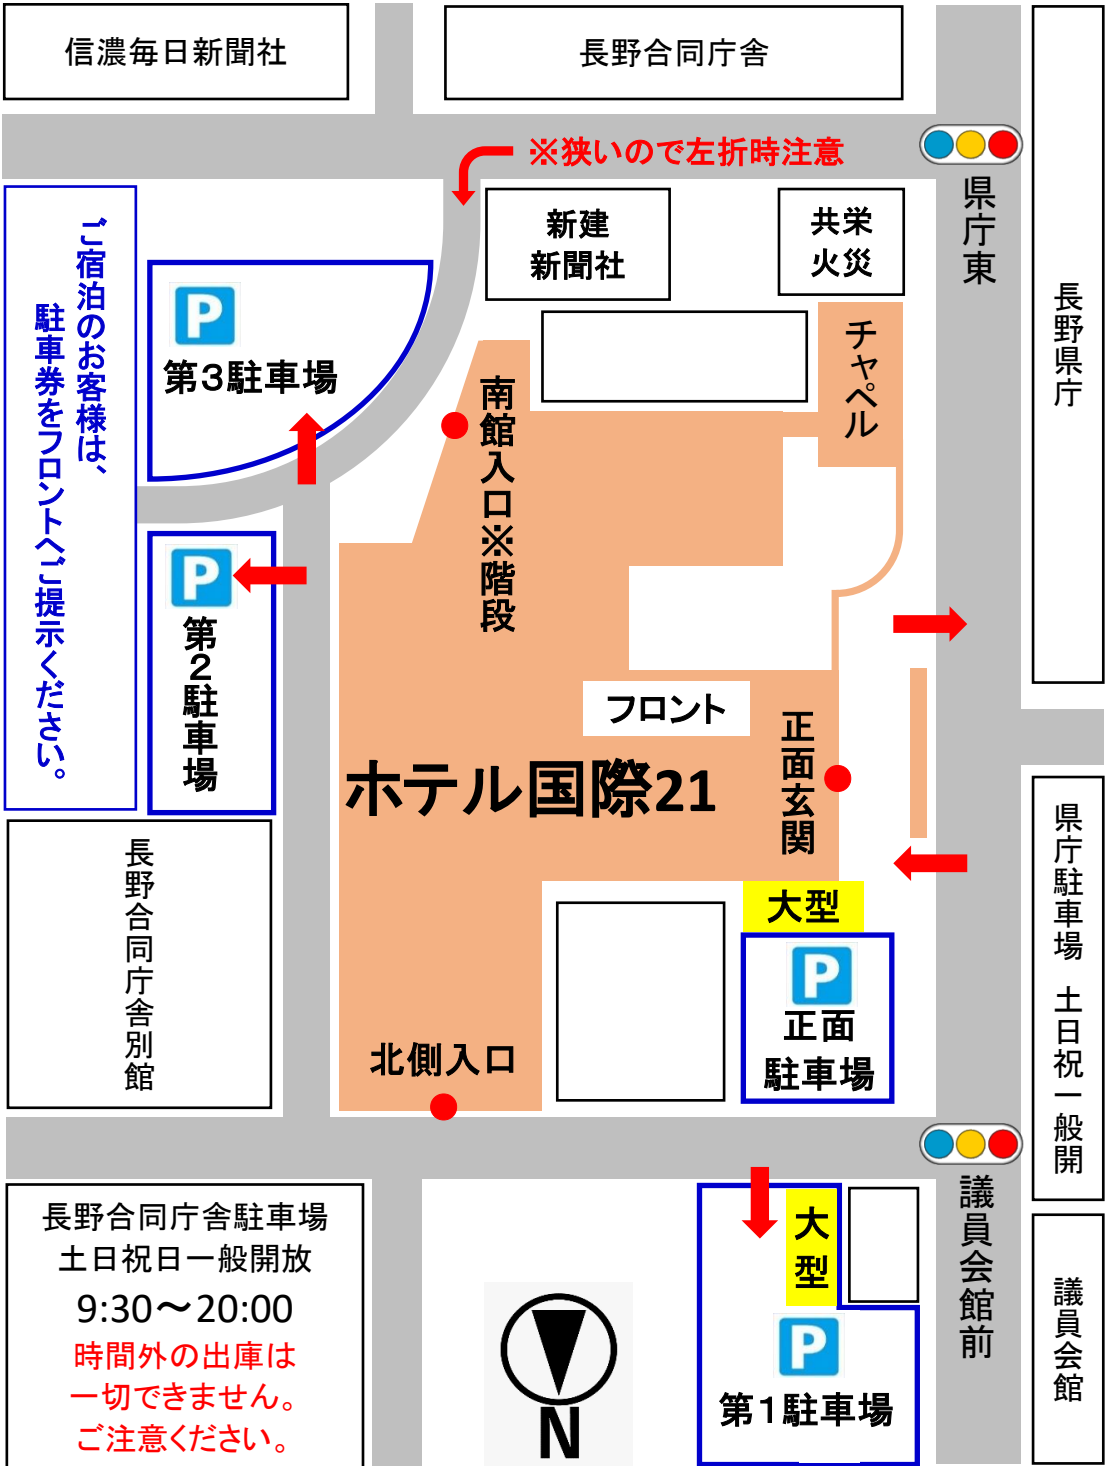 信濃毎日新聞社
長野合同庁舎
※狭いので左折時注意
県庁東
長野県庁
新建
新聞社
共栄
火災
チャペル
ご宿泊のお客様は、
駐車券をフロントへご提示ください。
P
第3駐車場
南館入口※階段
P
第2駐車場
フロント
正面玄関
ホテル国際21
長野合同庁舎別館
大型
P
正面
駐車場
県庁駐車場 土日祝一般開
北側入口
議員会館前
議員会館
長野合同庁舎駐車場
土日祝日一般開放
9:30～20:00
時間外の出庫は
一切できません。
ご注意ください。
N
大型
P
第1駐車場